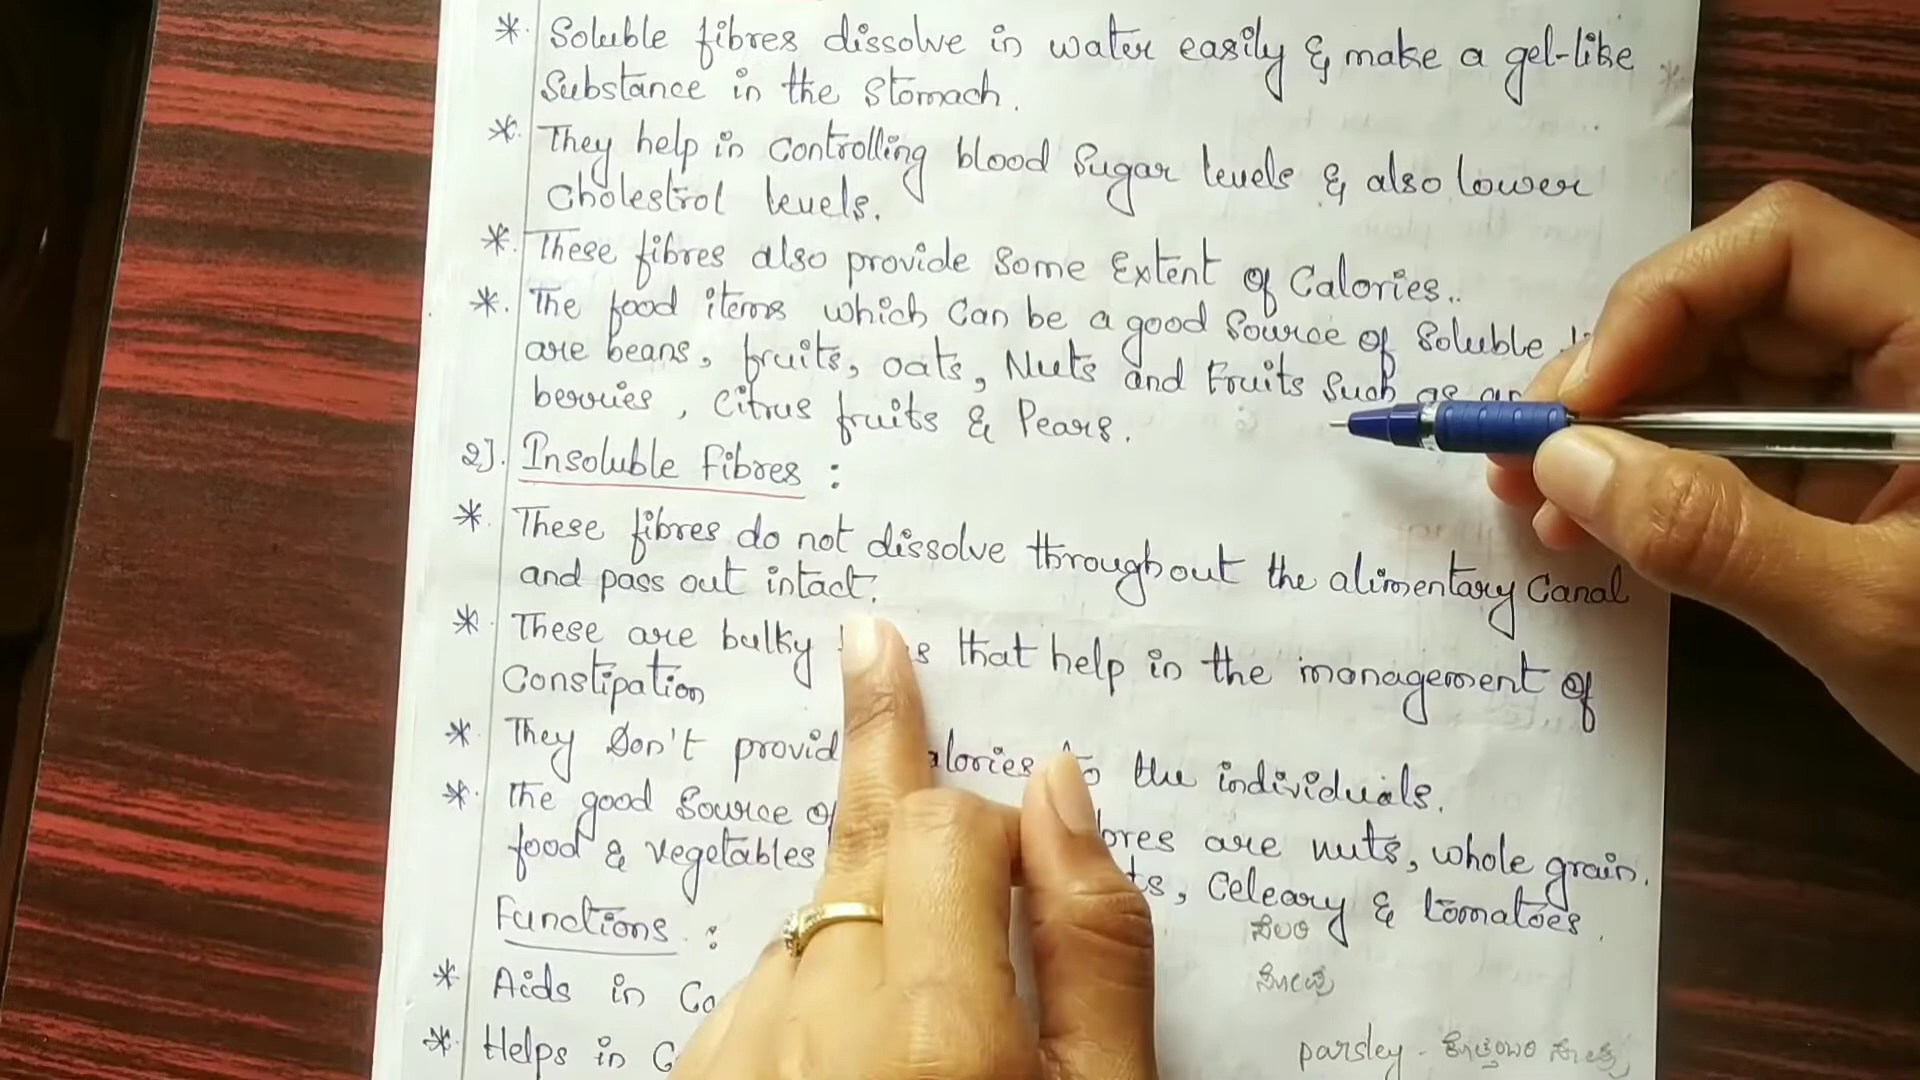 * Soluble fibres dissolve in water easily & make a gel-like
Substance in the Stomach.
* They help in controlling blood Sugar levels & also lower
Cholestrol levels.
* These fibres also provide Some Extent of Calories..
* The food items which Can be a good Source of Soluble
are beans, fruits, oats, Nuts and Fruits Such as
berries, Citrus fruits & Pears.
2]. Insoluble Fibres :
* These fibres do not dissolve throughout the alimentary Canal
and pass out intact.
* These are bulky that help in the management of
Constipation
* They Don't the individuals.
* The good Source are nuts, whole grain.
food & vegetables Celeary & tomatoes.
Functions :
* Aids in
* Helps in
parsley -